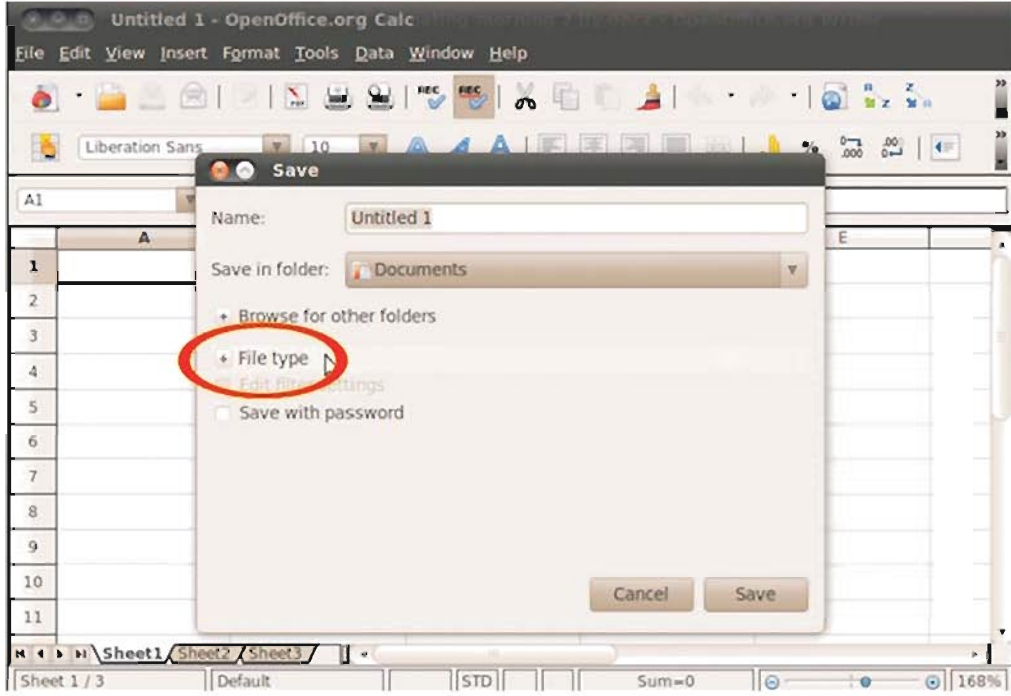 Untitled 1 - OpenOffice.org Calc
File Edit View Insert Format Tools Data Window Help
Liberation Sans 10
A1
Save
Name: Untitled 1
Save in folder: Documents
+ Browse for other folders
+ File type
Edit filter settings
Save with password
Cancel Save
A E
1
2
3
4
5
6
7
8
9
10
11
Sheet1 Sheet2 Sheet3
Sheet 1 / 3 Default STD Sum=0 168%